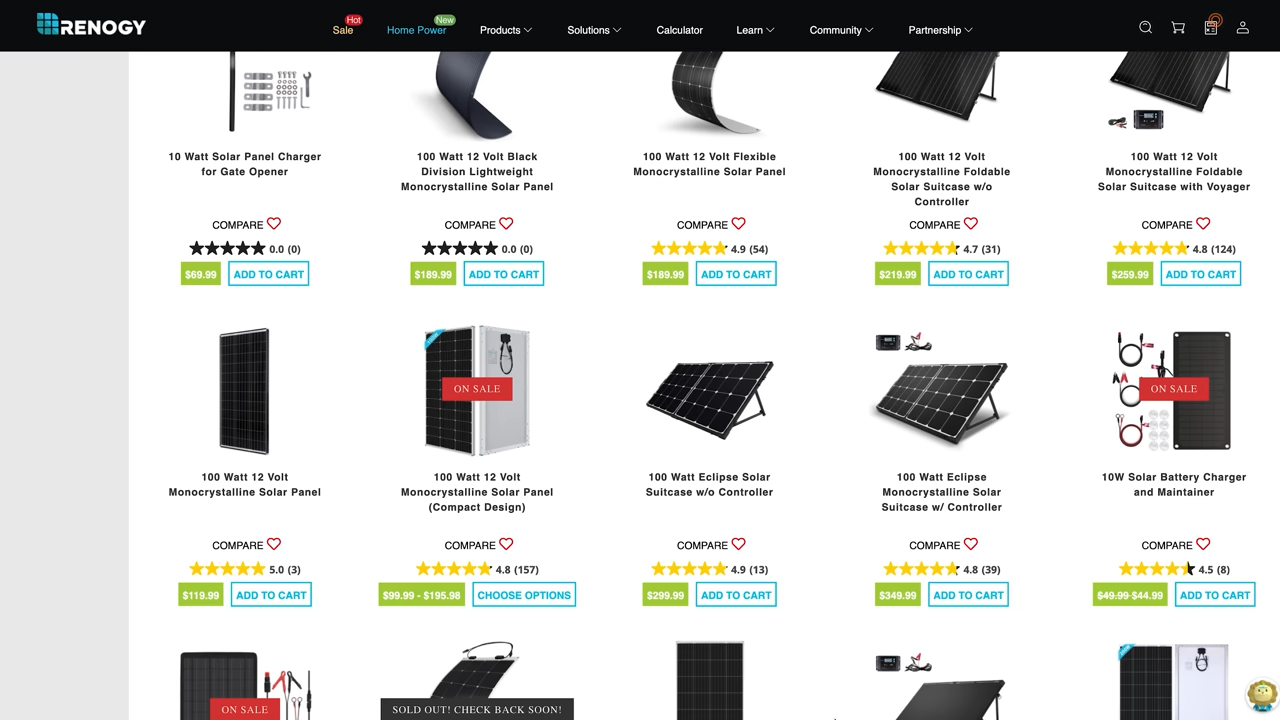 RENOGY
Hot
Sale
New
Home Power
Products
Solutions
Calculator
Learn
Community
Partnership
10 Watt Solar Panel Charger
for Gate Opener
COMPARE
0.0 (0)
$69.99
ADD TO CART
100 Watt 12 Volt Black
Division Lightweight
Monocrystalline Solar Panel
COMPARE
0.0 (0)
$189.99
ADD TO CART
100 Watt 12 Volt Flexible
Monocrystalline Solar Panel
COMPARE
4.9 (54)
$189.99
ADD TO CART
100 Watt 12 Volt
Monocrystalline Foldable
Solar Suitcase w/o
Controller
COMPARE
4.7 (31)
$219.99
ADD TO CART
100 Watt 12 Volt
Monocrystalline Foldable
Solar Suitcase with Voyager
COMPARE
4.8 (124)
$259.99
ADD TO CART
100 Watt 12 Volt
Monocrystalline Solar Panel
COMPARE
5.0 (3)
$119.99
ADD TO CART
ON SALE
100 Watt 12 Volt
Monocrystalline Solar Panel
(Compact Design)
COMPARE
4.8 (157)
$99.99 - $195.98
CHOOSE OPTIONS
100 Watt Eclipse Solar
Suitcase w/o Controller
COMPARE
4.9 (13)
$299.99
ADD TO CART
100 Watt Eclipse
Monocrystalline Solar
Suitcase w/ Controller
COMPARE
4.8 (39)
$349.99
ADD TO CART
ON SALE
10W Solar Battery Charger
and Maintainer
COMPARE
4.5 (8)
$49.99 $44.99
ADD TO CART
ON SALE
SOLD OUT! CHECK BACK SOON!